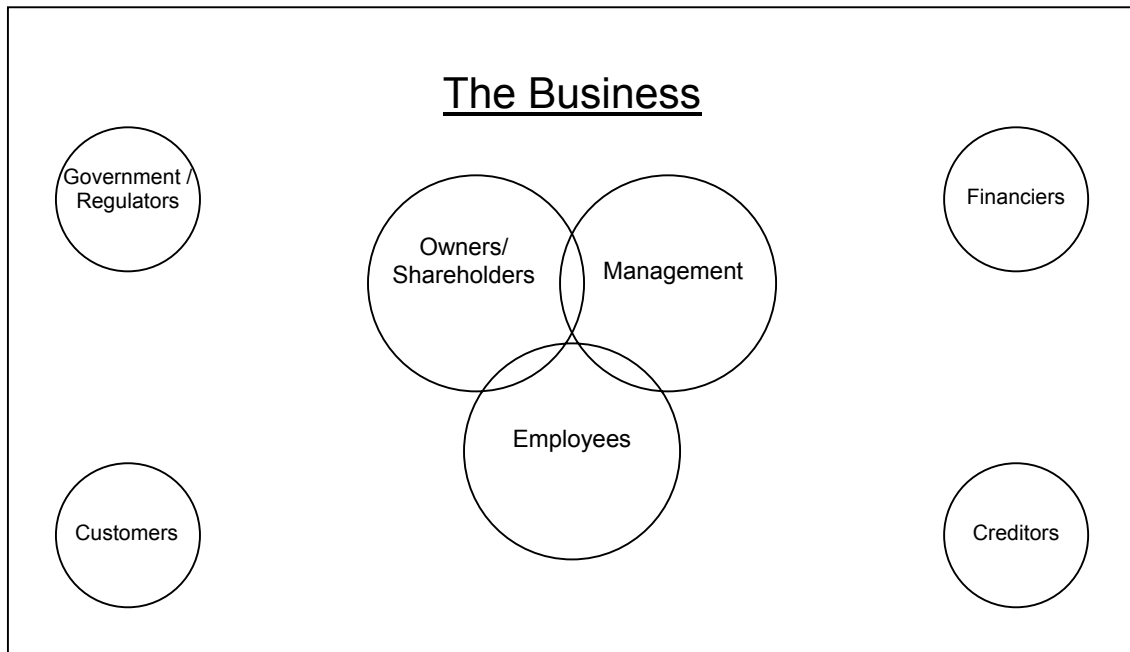 The Business
Government /
Regulators
Financiers
Owners/
Shareholders
Management
Employees
Customers
Creditors